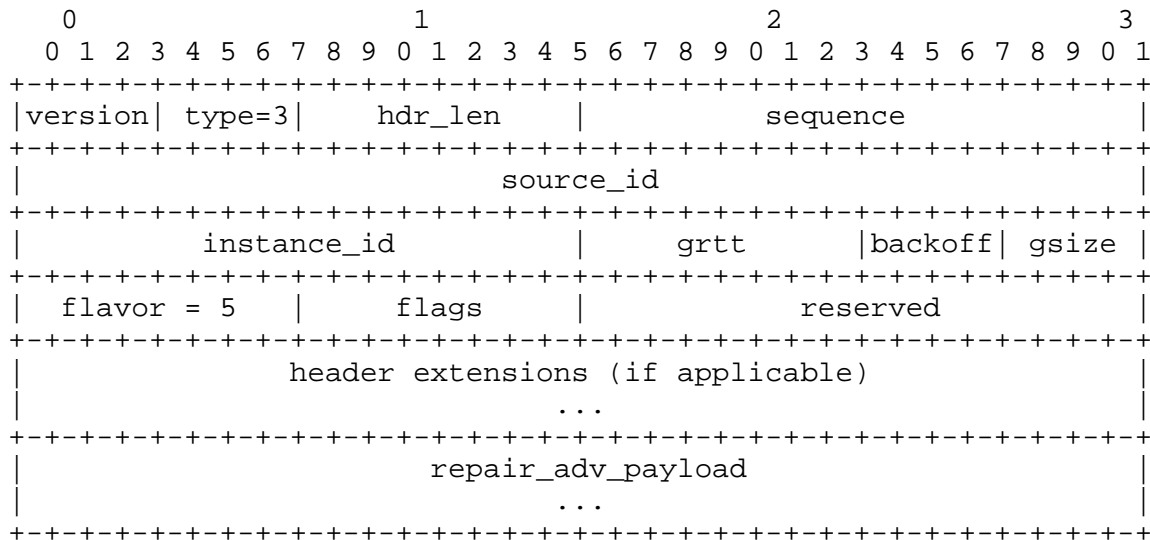 0                   1                   2                   3
 0 1 2 3 4 5 6 7 8 9 0 1 2 3 4 5 6 7 8 9 0 1 2 3 4 5 6 7 8 9 0 1
+-+-+-+-+-+-+-+-+-+-+-+-+-+-+-+-+-+-+-+-+-+-+-+-+-+-+-+-+-+-+-+-+
|version| type=3|    hdr_len    |          sequence             |
+-+-+-+-+-+-+-+-+-+-+-+-+-+-+-+-+-+-+-+-+-+-+-+-+-+-+-+-+-+-+-+-+
|                           source_id                           |
+-+-+-+-+-+-+-+-+-+-+-+-+-+-+-+-+-+-+-+-+-+-+-+-+-+-+-+-+-+-+-+-+
|          instance_id          |     grtt      |backoff| gsize |
+-+-+-+-+-+-+-+-+-+-+-+-+-+-+-+-+-+-+-+-+-+-+-+-+-+-+-+-+-+-+-+-+
|  flavor = 5   |     flags     |            reserved           |
+-+-+-+-+-+-+-+-+-+-+-+-+-+-+-+-+-+-+-+-+-+-+-+-+-+-+-+-+-+-+-+-+
|               header extensions (if applicable)               |
|                              ...                              |
+-+-+-+-+-+-+-+-+-+-+-+-+-+-+-+-+-+-+-+-+-+-+-+-+-+-+-+-+-+-+-+-+
|                       repair_adv_payload                      |
|                              ...                              |
+-+-+-+-+-+-+-+-+-+-+-+-+-+-+-+-+-+-+-+-+-+-+-+-+-+-+-+-+-+-+-+-+